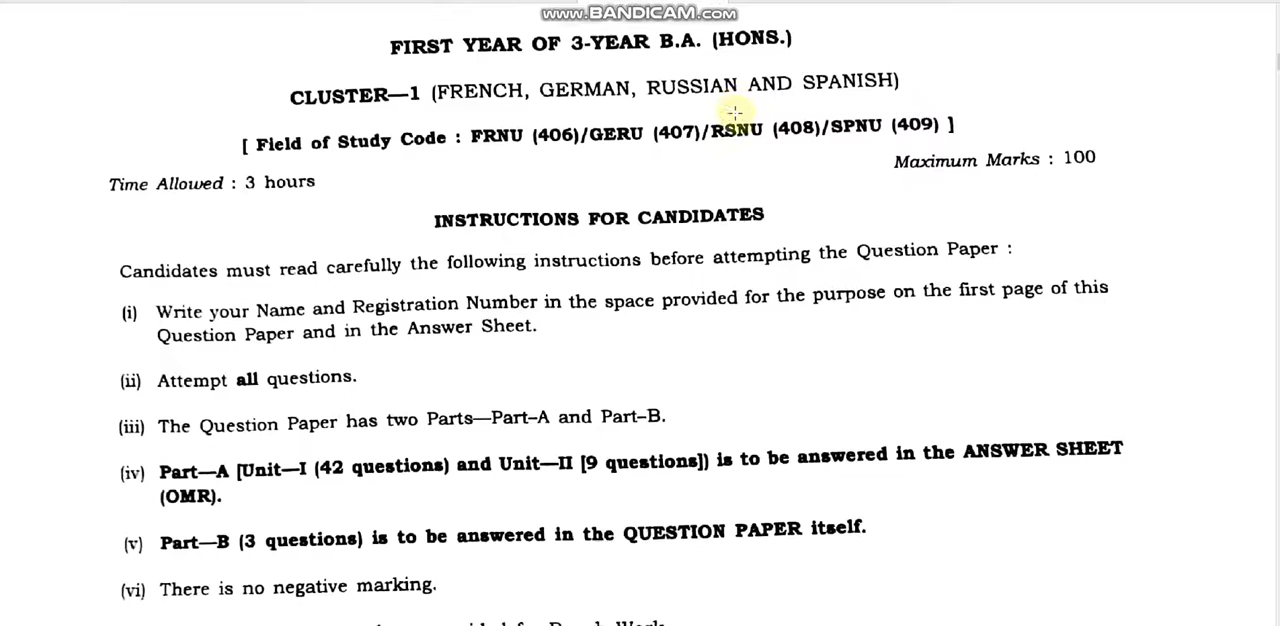 www.BANDICAM.com
FIRST YEAR OF 3-YEAR B.A. (HONS.)
CLUSTER—1 (FRENCH, GERMAN, RUSSIAN AND SPANISH)
[ Field of Study Code : FRNU (406)/GERU (407)/RSNU (408)/SPNU (409) ]
Maximum Marks : 100
Time Allowed : 3 hours
INSTRUCTIONS FOR CANDIDATES
Candidates must read carefully the following instructions before attempting the Question Paper :
(i) Write your Name and Registration Number in the space provided for the purpose on the first page of this
Question Paper and in the Answer Sheet.
(ii) Attempt all questions.
(iii) The Question Paper has two Parts—Part–A and Part–B.
(iv) Part—A [Unit—I (42 questions) and Unit—II [9 questions]) is to be answered in the ANSWER SHEET
(OMR).
(v) Part—B (3 questions) is to be answered in the QUESTION PAPER itself.
(vi) There is no negative marking.